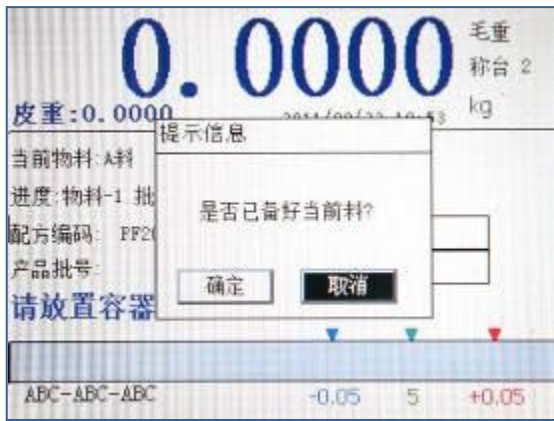 0.0000
毛重
称台 2
kg
皮重:0.0000
提示信息
当前物料:A料
进度:物料-1 批
是否已备好当前料?
配方编码: PF20
产品批号:
确定 取消
请放置容器
ABC-ABC-ABC -0.05 5 +0.05